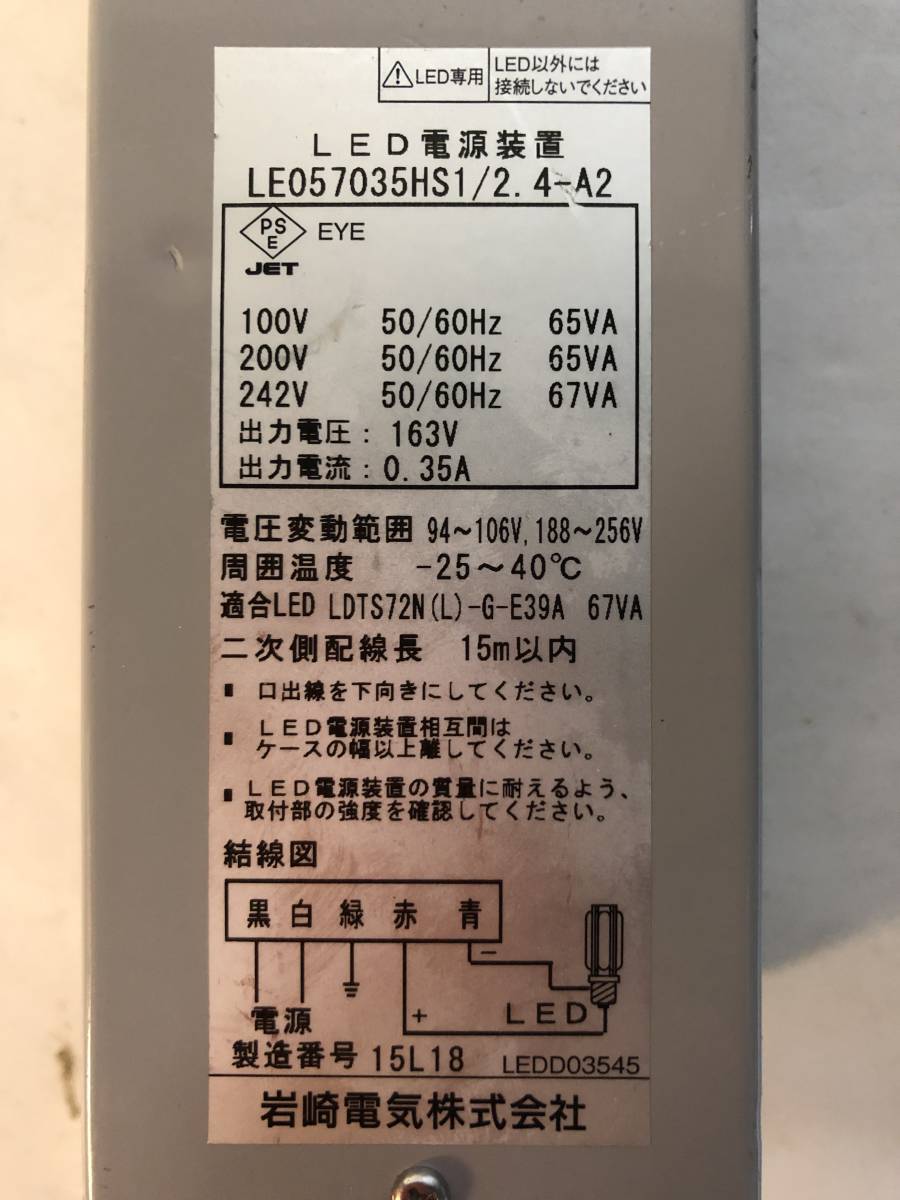 ⚠LED専用
LED以外には
接続しないでください
LED電源装置
LE057035HS1/2.4-A2
PS
E
EYE
JET
100V 50/60Hz 65VA
200V 50/60Hz 65VA
242V 50/60Hz 67VA
出力電圧：163V
出力電流：0.35A
電圧変動範囲 94～106V, 188～256V
周囲温度 -25～40℃
適合LED LDTS72N(L)-G-E39A 67VA
二次側配線長 15m以内
▪ 口出線を下向きにしてください。
▪ LED電源装置相互間は
ケースの幅以上離してください。
▪ LED電源装置の質量に耐えるよう、
取付部の強度を確認してください。
結線図
黒 白 緑 赤 青
−
電源 + LED
製造番号 15L18 LEDD03545
岩崎電気株式会社